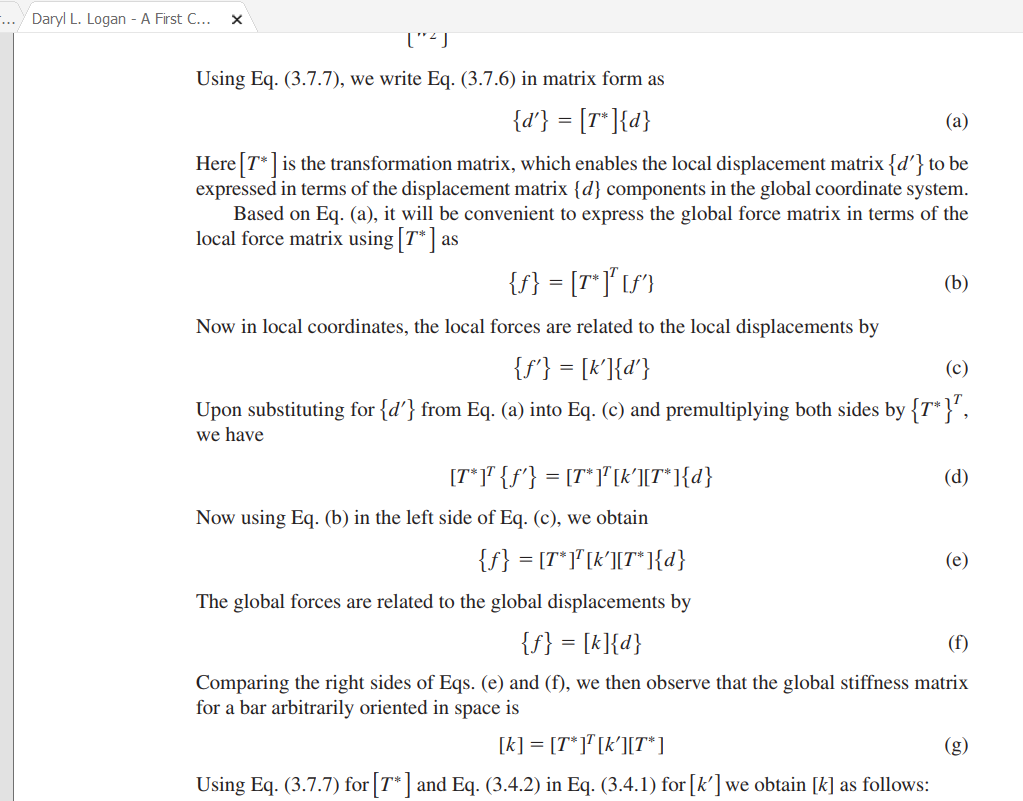 ... Daryl L. Logan - A First C... ×
Using Eq. (3.7.7), we write Eq. (3.7.6) in matrix form as
{d′} = [T*]{d} (a)
Here [T*] is the transformation matrix, which enables the local displacement matrix {d′} to be
expressed in terms of the displacement matrix {d} components in the global coordinate system.
Based on Eq. (a), it will be convenient to express the global force matrix in terms of the
local force matrix using [T*] as
{f} = [T*]ᵀ [f′} (b)
Now in local coordinates, the local forces are related to the local displacements by
{f′} = [k′]{d′} (c)
Upon substituting for {d′} from Eq. (a) into Eq. (c) and premultiplying both sides by {T*}ᵀ,
we have
[T*]ᵀ {f′} = [T*]ᵀ[k′][T*]{d} (d)
Now using Eq. (b) in the left side of Eq. (c), we obtain
{f} = [T*]ᵀ[k′][T*]{d} (e)
The global forces are related to the global displacements by
{f} = [k]{d} (f)
Comparing the right sides of Eqs. (e) and (f), we then observe that the global stiffness matrix
for a bar arbitrarily oriented in space is
[k] = [T*]ᵀ[k′][T*] (g)
Using Eq. (3.7.7) for [T*] and Eq. (3.4.2) in Eq. (3.4.1) for [k′] we obtain [k] as follows: